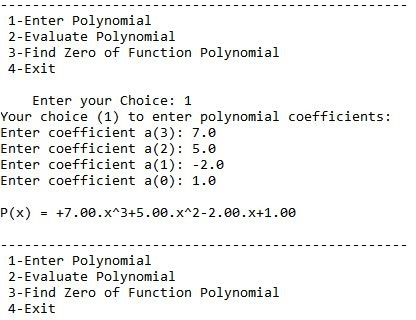 --------------------------------------------------
1-Enter Polynomial
2-Evaluate Polynomial
3-Find Zero of Function Polynomial
4-Exit
Enter your Choice: 1
Your choice (1) to enter polynomial coefficients:
Enter coefficient a(3): 7.0
Enter coefficient a(2): 5.0
Enter coefficient a(1): -2.0
Enter coefficient a(0): 1.0
P(x) = +7.00.x^3+5.00.x^2-2.00.x+1.00
--------------------------------------------------
1-Enter Polynomial
2-Evaluate Polynomial
3-Find Zero of Function Polynomial
4-Exit